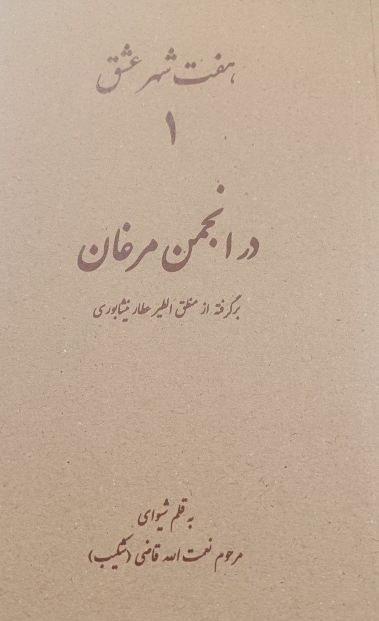 هفت شهر عشق
۱
در انجمن مرغان
برگرفته از منطق الطیر عطار نیشابوری
به قلم شیوای
مرحوم نعمت الله قاضی (شکیب)